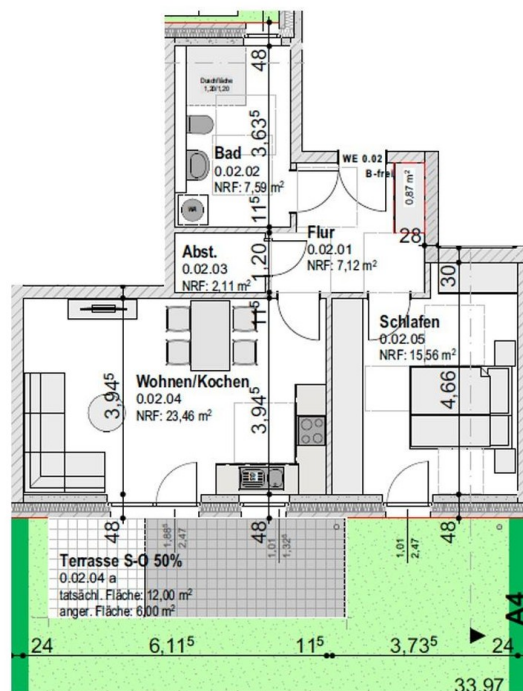 48
Durchfläche
1,20/1,20
3,63⁵
Bad
0.02.02
NRF: 7,59 m²
WE 0.02
B-frei
0,87 m²
WA
11⁵
Flur
0.02.01
NRF: 7,12 m²
28
Abst.
0.02.03
NRF: 2,11 m²
1,20
30
11⁵
Schlafen
0.02.05
NRF: 15,56 m²
Wohnen/Kochen
0.02.04
NRF: 23,46 m²
3,94⁵
3,94⁵
4,66
48
48
48
1,88⁵
2,47
1,01
1,32⁵
1,01
2,47
Terrasse S-O 50%
0.02.04 a
tatsächl. Fläche: 12,00 m²
anger. Fläche: 6,00 m²
A4
24
6,11⁵
11⁵
3,73⁵
24
33,97